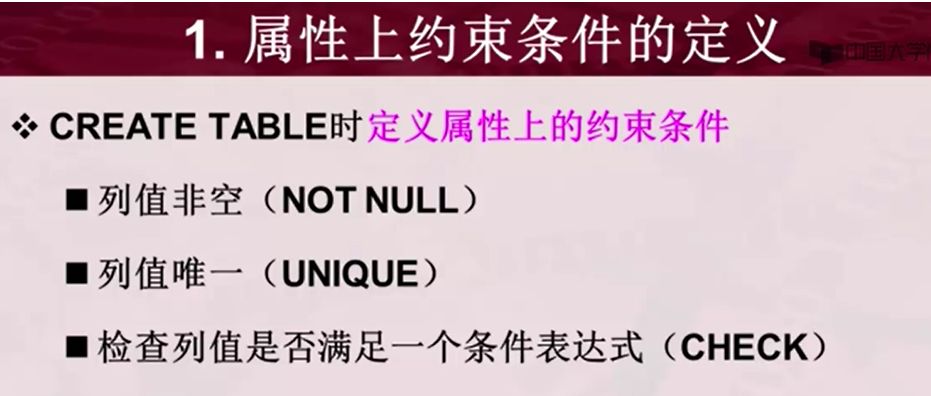 1. 属性上约束条件的定义
中国大学
❖ CREATE TABLE时定义属性上的约束条件
■ 列值非空（NOT NULL）
■ 列值唯一（UNIQUE）
■ 检查列值是否满足一个条件表达式（CHECK）